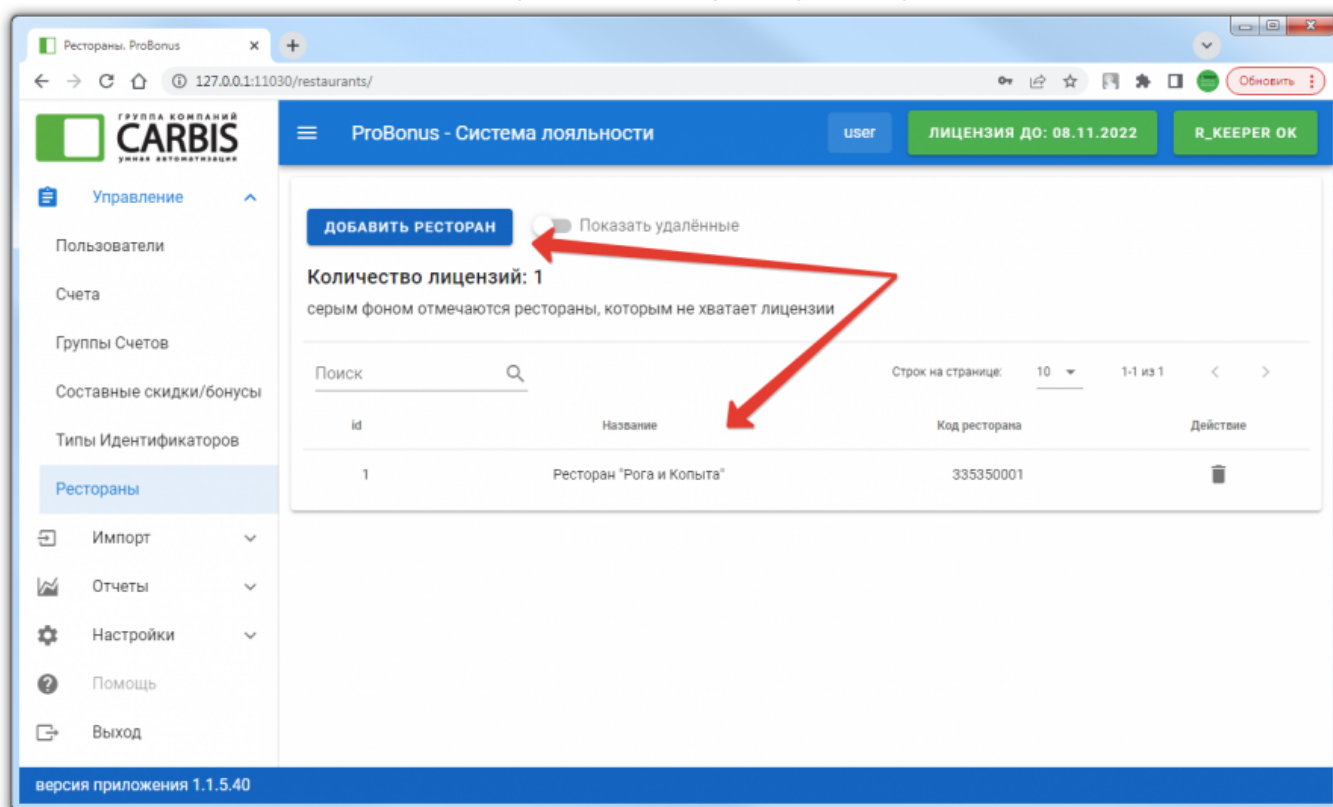 Рестораны. ProBonus
127.0.0.1:11030/restaurants/
Обновить
ГРУППА КОМПАНИЙ
CARBIS
умная автоматизация
ProBonus - Система лояльности
user
ЛИЦЕНЗИЯ ДО: 08.11.2022
R_KEEPER OK
Управление
Пользователи
Счета
Группы Счетов
Составные скидки/бонусы
Типы Идентификаторов
Рестораны
Импорт
Отчеты
Настройки
Помощь
Выход
ДОБАВИТЬ РЕСТОРАН
Показать удалённые
Количество лицензий: 1
серым фоном отмечаются рестораны, которым не хватает лицензии
Поиск
Строк на странице: 10 1-1 из 1
id Название Код ресторана Действие
1 Ресторан "Рога и Копыта" 335350001
версия приложения 1.1.5.40